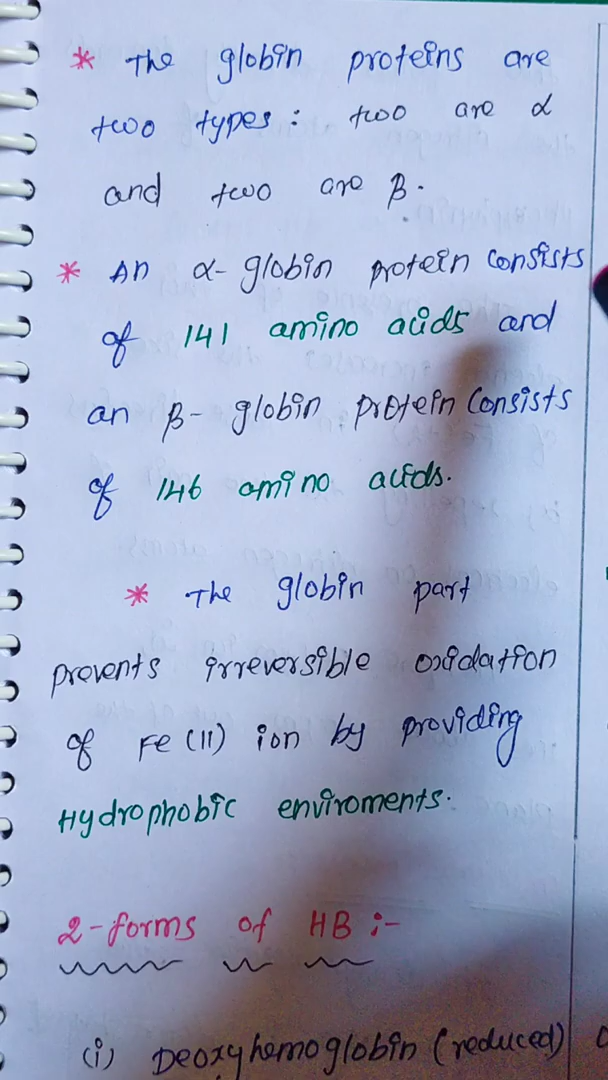 * The globin proteins are
two types: two are α
and two are β.
* An α-globin protein consists
of 141 amino acids and
an β-globin protein consists
of 146 amino acids.
* The globin part
prevents irreversible oxidation
of Fe(II) ion by providing
Hydrophobic enviroments.
2-forms of HB :-
(i) Deoxyhemoglobin (reduced)